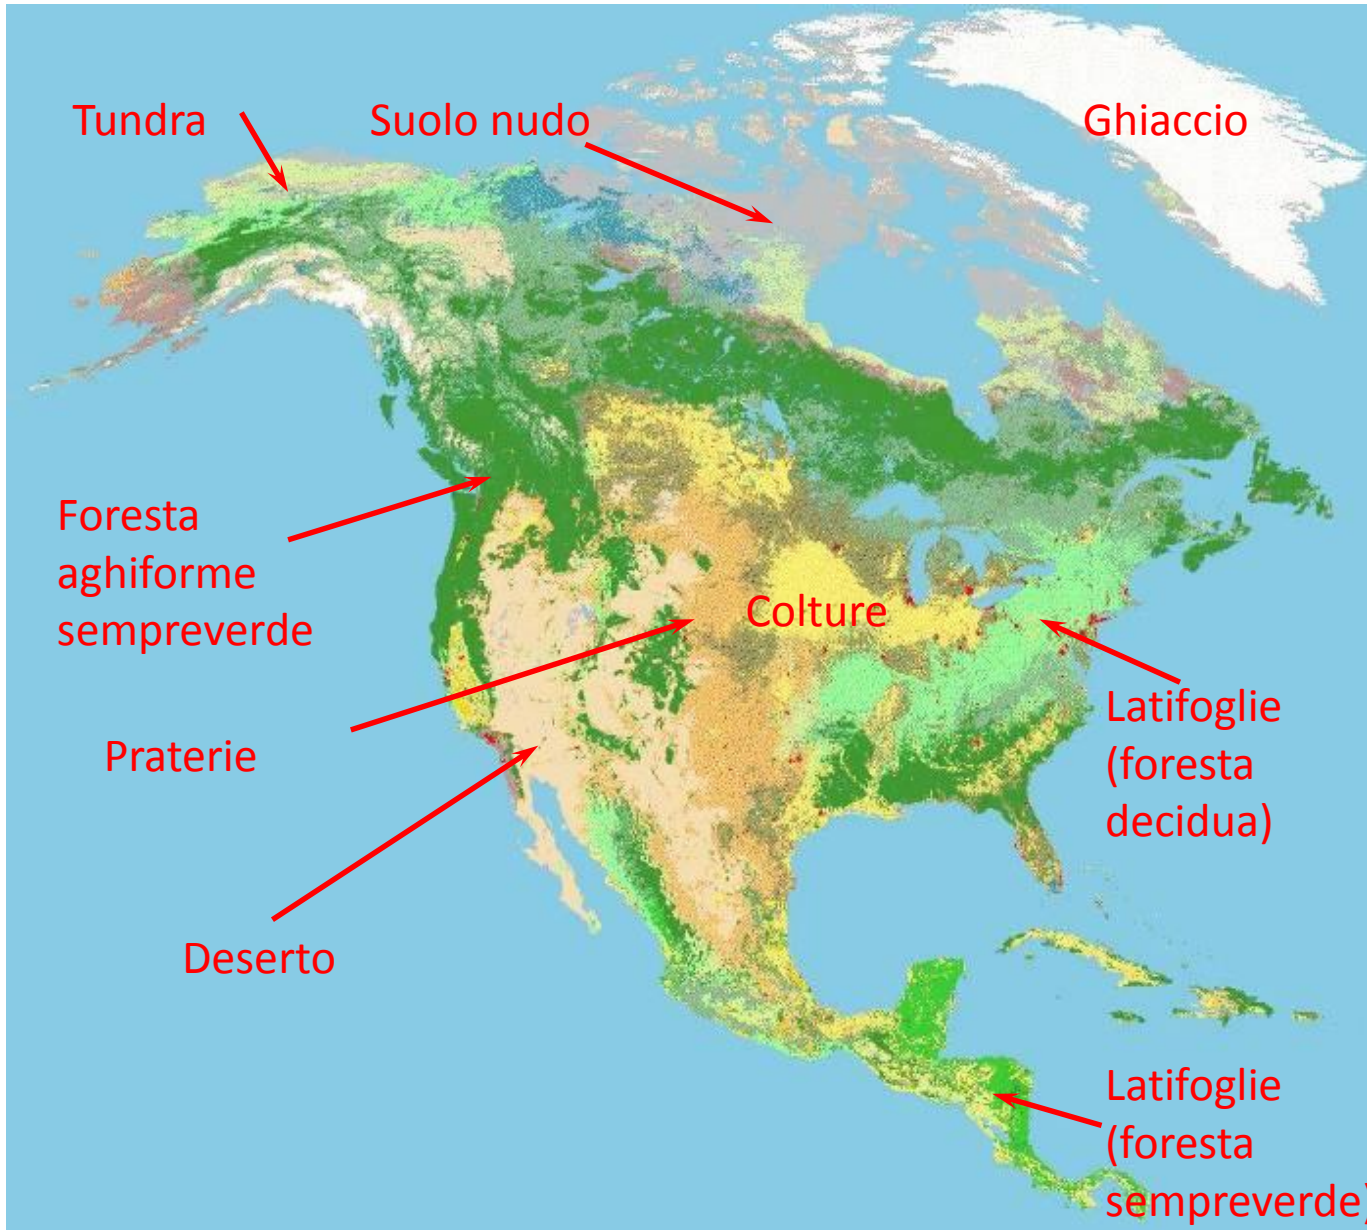 Tundra
Suolo nudo
Ghiaccio
Foresta
aghiforme
sempreverde
Colture
Praterie
Latifoglie
(foresta
decidua)
Deserto
Latifoglie
(foresta
sempreverde)